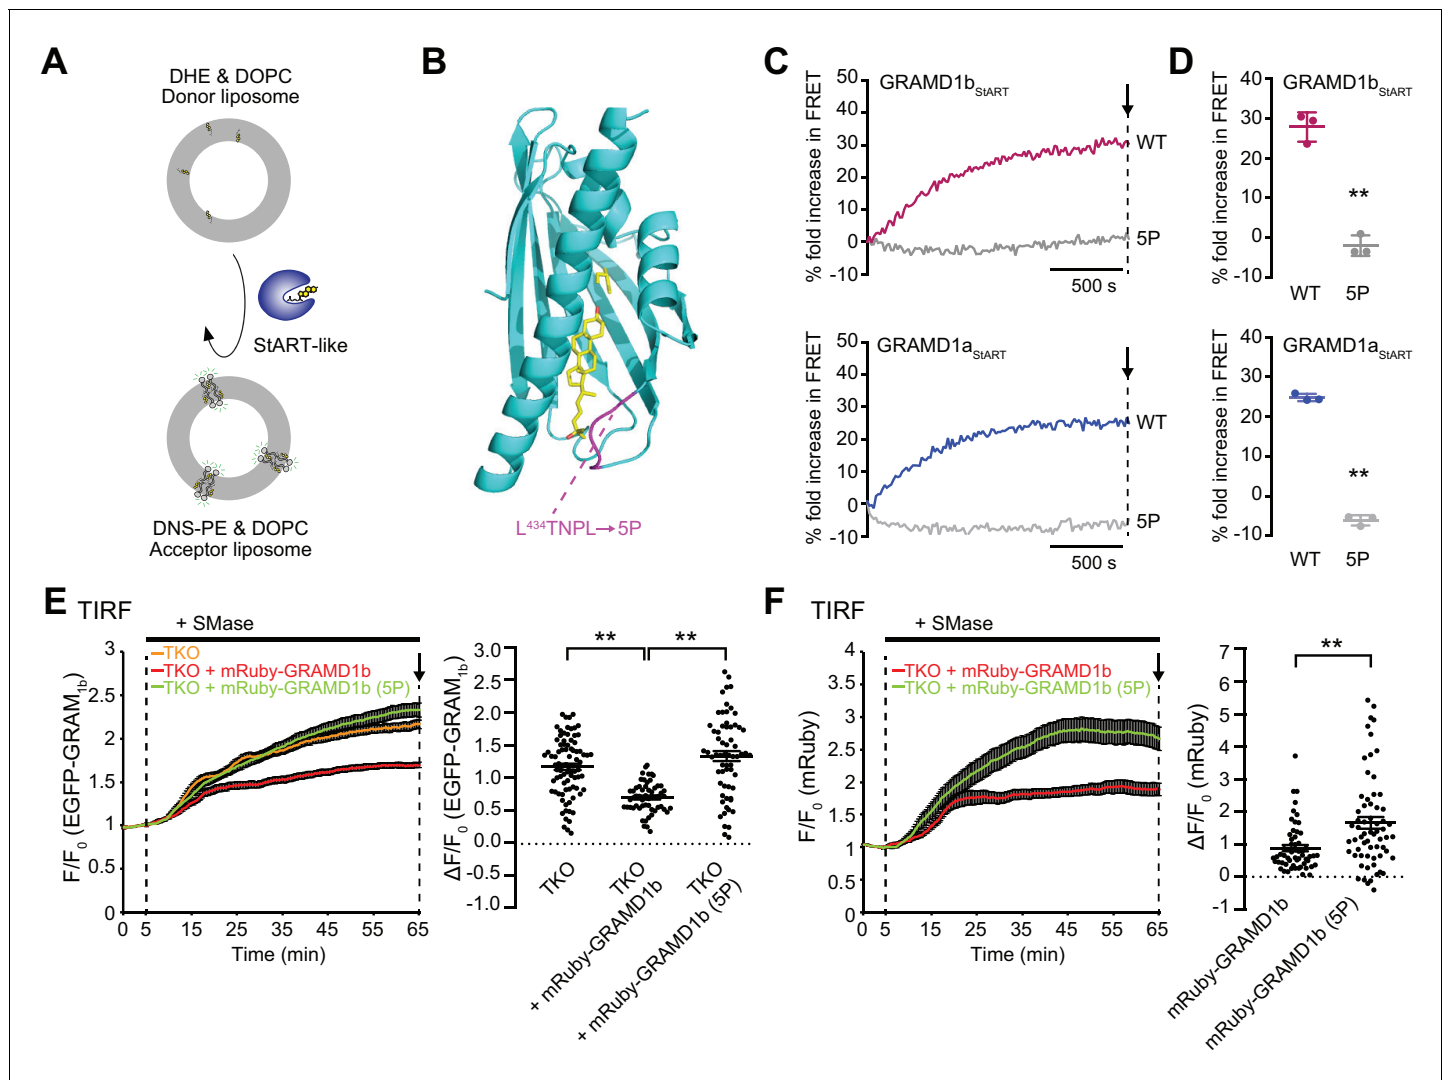 A
DHE & DOPC
Donor liposome
StART-like
DNS-PE & DOPC
Acceptor liposome
B
L434TNPL→5P
C
% fold increase in FRET
50
40
30
20
10
0
-10
GRAMD1bStART
WT
5P
500 s
% fold increase in FRET
50
40
30
20
10
0
-10
GRAMD1aStART
WT
5P
500 s
D
% fold increase in FRET
40
30
20
10
0
-10
GRAMD1bStART
**
WT 5P
% fold increase in FRET
40
30
20
10
0
-10
GRAMD1aStART
**
WT 5P
E
TIRF
+ SMase
F/F0 (EGFP-GRAM1b)
3
2.5
2
1.5
1
0.5
0
TKO
TKO + mRuby-GRAMD1b
TKO + mRuby-GRAMD1b (5P)
0 5 15 25 35 45 55 65
Time (min)
ΔF/F0 (EGFP-GRAM1b)
3.0
2.5
2.0
1.5
1.0
0.5
0.0
-0.5
-1.0
** **
TKO
TKO
+ mRuby-GRAMD1b
TKO
+ mRuby-GRAMD1b (5P)
F
TIRF
+ SMase
F/F0 (mRuby)
4
3.5
3
2.5
2
1.5
1
0.5
0
TKO + mRuby-GRAMD1b
TKO + mRuby-GRAMD1b (5P)
0 5 15 25 35 45 55 65
Time (min)
ΔF/F0 (mRuby)
7
6
5
4
3
2
1
0
-1
**
mRuby-GRAMD1b
mRuby-GRAMD1b (5P)